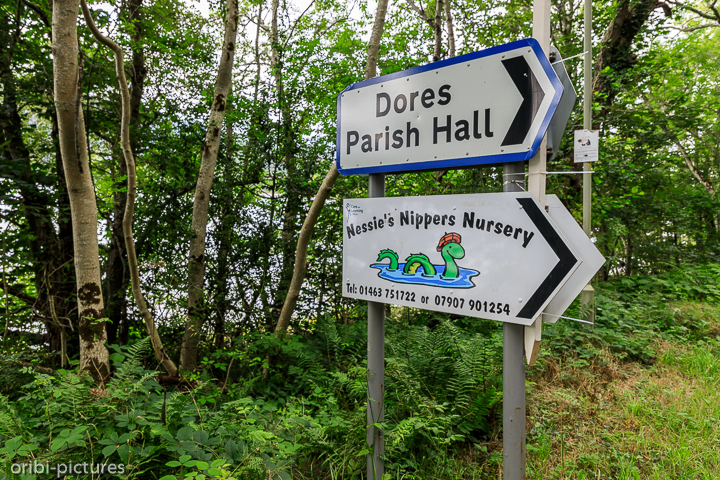 Dores
Parish Hall
Nessie's Nippers Nursery
Tel: 01463 751722 or 07907 901254
oribi-pictures